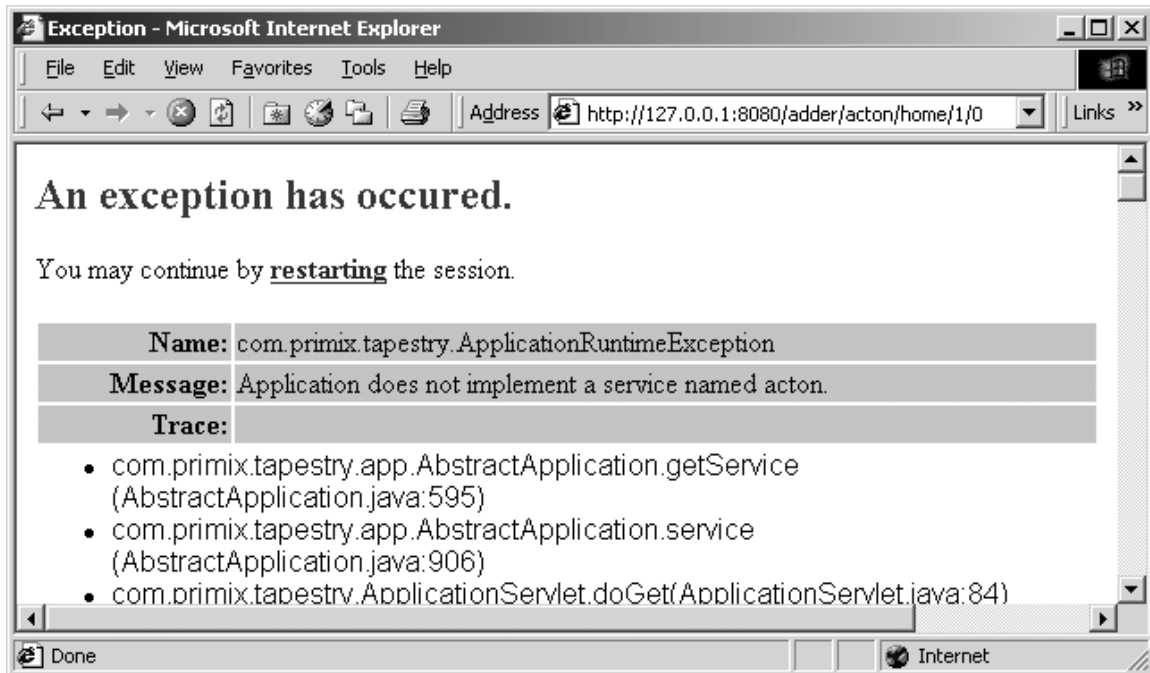 Exception - Microsoft Internet Explorer
File Edit View Favorites Tools Help
Address http://127.0.0.1:8080/adder/acton/home/1/0 Links »
An exception has occured.
You may continue by restarting the session.
Name: com.primix.tapestry.ApplicationRuntimeException
Message: Application does not implement a service named acton.
Trace:
• com.primix.tapestry.app.AbstractApplication.getService
(AbstractApplication.java:595)
• com.primix.tapestry.app.AbstractApplication.service
(AbstractApplication.java:906)
• com.primix.tapestry.ApplicationServlet.doGet(ApplicationServlet.java:84)
Done Internet